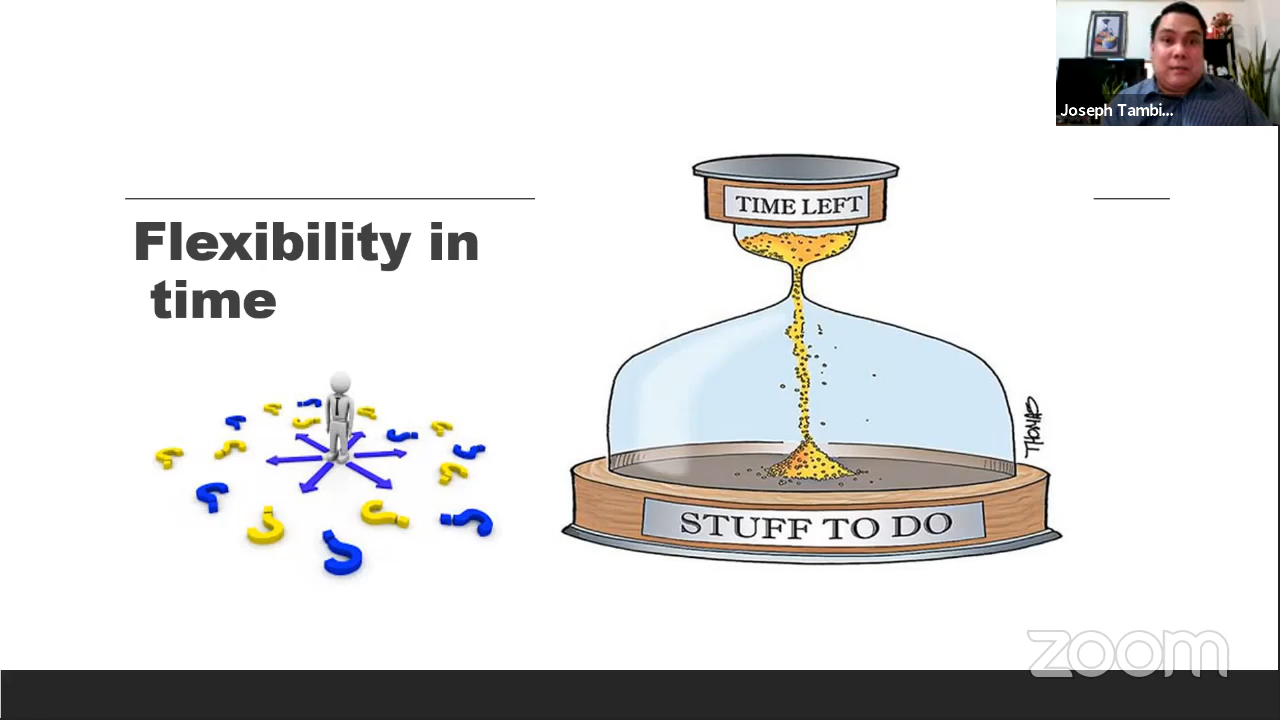 Joseph Tambi...
TIME LEFT
Flexibility in
time
THOMAS
STUFF TO DO
zoom